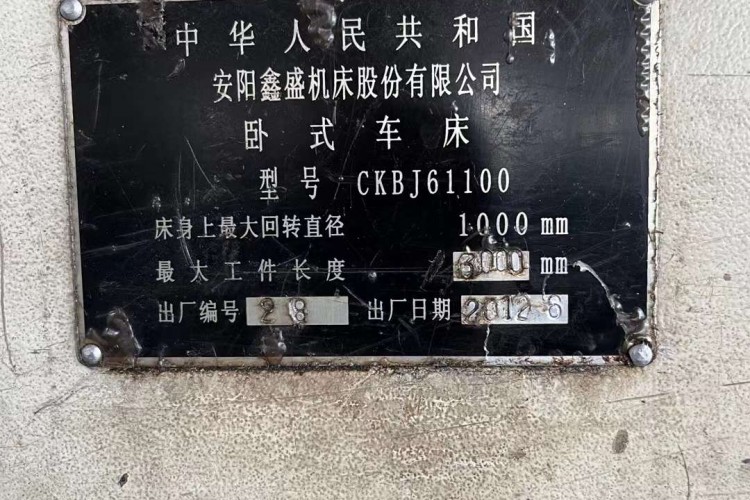 中华人民共和国
安阳鑫盛机床股份有限公司
卧式车床
型号 CKBJ61100
床身上最大回转直径 1000 mm
最大工件长度 6000 mm
出厂编号 28 出厂日期 2012 6